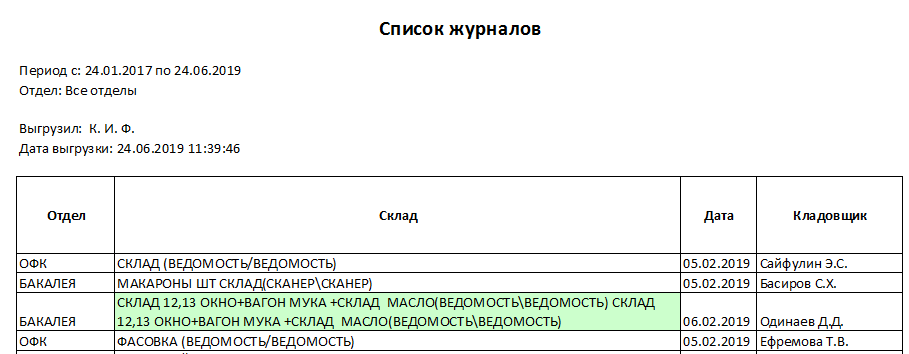 Список журналов
Период с: 24.01.2017 по 24.06.2019
Отдел: Все отделы
Выгрузил:  К. И. Ф.
Дата выгрузки: 24.06.2019 11:39:46
Отдел Склад Дата Кладовщик
ОФК СКЛАД (ВЕДОМОСТЬ/ВЕДОМОСТЬ) 05.02.2019 Сайфулин Э.С.
БАКАЛЕЯ МАКАРОНЫ ШТ СКЛАД(СКАНЕР\СКАНЕР) 05.02.2019 Басиров С.Х.
СКЛАД 12,13 ОКНО+ВАГОН МУКА +СКЛАД  МАСЛО(ВЕДОМОСТЬ\ВЕДОМОСТЬ) СКЛАД
БАКАЛЕЯ 12,13 ОКНО+ВАГОН МУКА +СКЛАД  МАСЛО(ВЕДОМОСТЬ\ВЕДОМОСТЬ) 06.02.2019 Одинаев Д.Д.
ОФК ФАСОВКА (ВЕДОМОСТЬ/ВЕДОМОСТЬ) 05.02.2019 Ефремова Т.В.